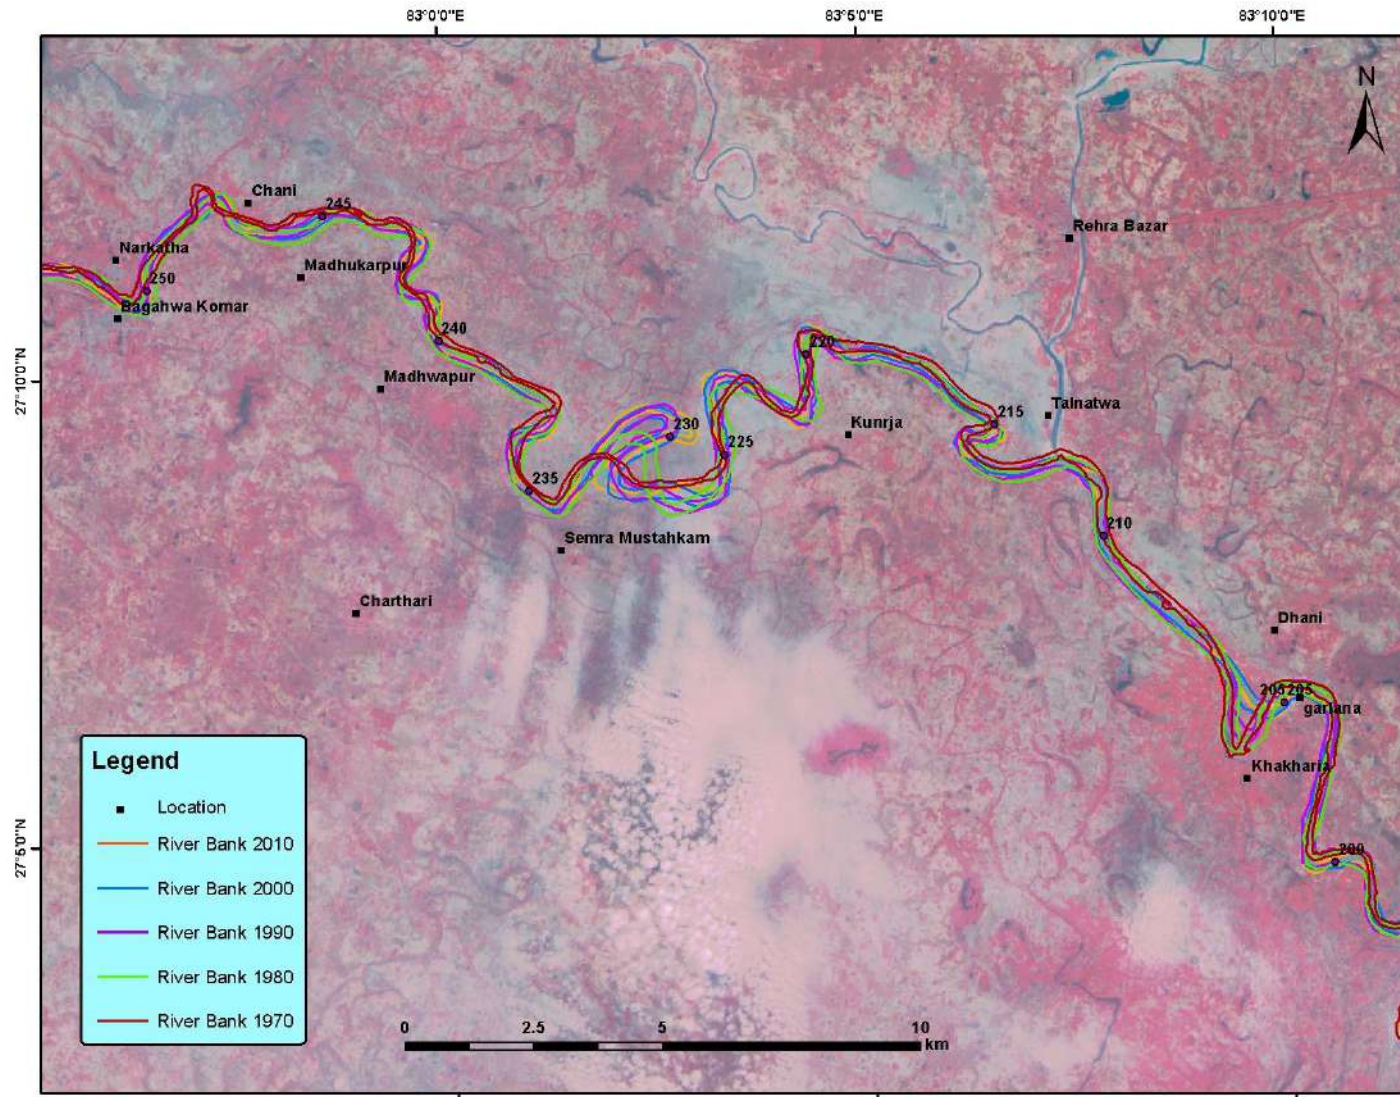 83°0'0"E
83°5'0"E
83°10'0"E
N
Chani
245
Rehra Bazar
Narkatha
Madhukarpur
250
Bagahwa Komar
240
220
27°10'0"N
Madhwapur
Talnatwa
215
230
Kunrja
225
235
210
Semra Mustahkam
Charthari
Dhani
205 205
garlana
Khakharia
Legend
Location
River Bank 2010
River Bank 2000
River Bank 1990
River Bank 1980
River Bank 1970
27°5'0"N
200
0 2.5 5 10
km